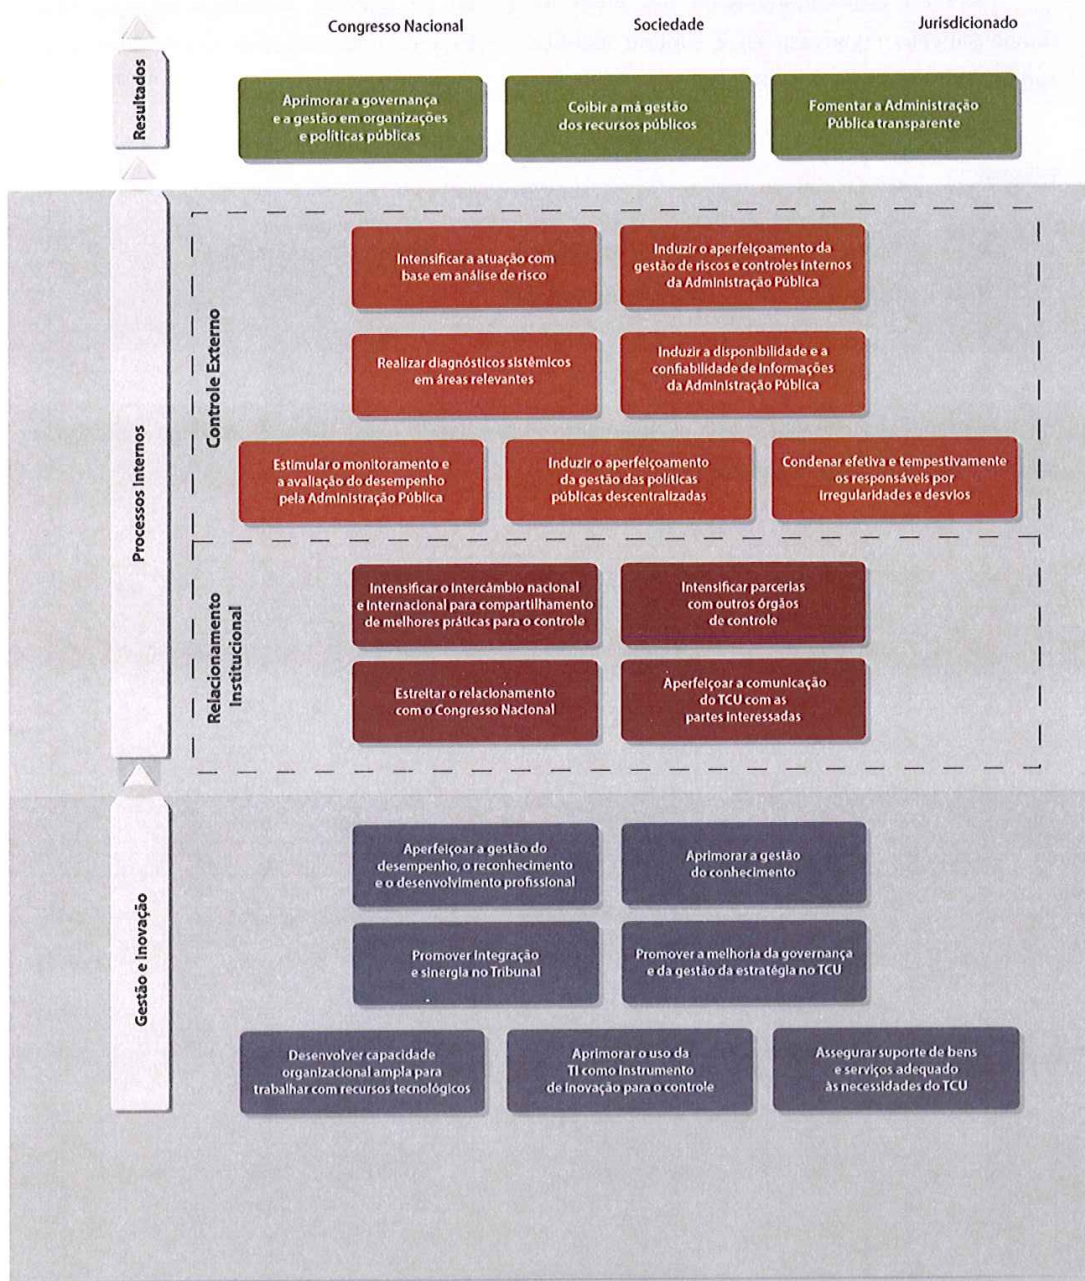 Congresso Nacional
Sociedade
Jurisdicionado
Resultados
Aprimorar a governança
e a gestão em organizações
e políticas públicas
Coibir a má gestão
dos recursos públicos
Fomentar a Administração
Pública transparente
Processos Internos
Controle Externo
Intensificar a atuação com
base em análise de risco
Induzir o aperfeiçoamento da
gestão de riscos e controles internos
da Administração Pública
Realizar diagnósticos sistêmicos
em áreas relevantes
Induzir a disponibilidade e a
confiabilidade de informações
da Administração Pública
Estimular o monitoramento e
a avaliação do desempenho
pela Administração Pública
Induzir o aperfeiçoamento
da gestão das políticas
públicas descentralizadas
Condenar efetiva e tempestivamente
os responsáveis por
irregularidades e desvios
Relacionamento
Institucional
Intensificar o intercâmbio nacional
e internacional para compartilhamento
de melhores práticas para o controle
Intensificar parcerias
com outros órgãos
de controle
Estreitar o relacionamento
com o Congresso Nacional
Aperfeiçoar a comunicação
do TCU com as
partes interessadas
Gestão e Inovação
Aperfeiçoar a gestão do
desempenho, o reconhecimento
e o desenvolvimento profissional
Aprimorar a gestão
do conhecimento
Promover integração
e sinergia no Tribunal
Promover a melhoria da governança
e da gestão da estratégia no TCU
Desenvolver capacidade
organizacional ampla para
trabalhar com recursos tecnológicos
Aprimorar o uso da
TI como instrumento
de inovação para o controle
Assegurar suporte de bens
e serviços adequado
às necessidades do TCU